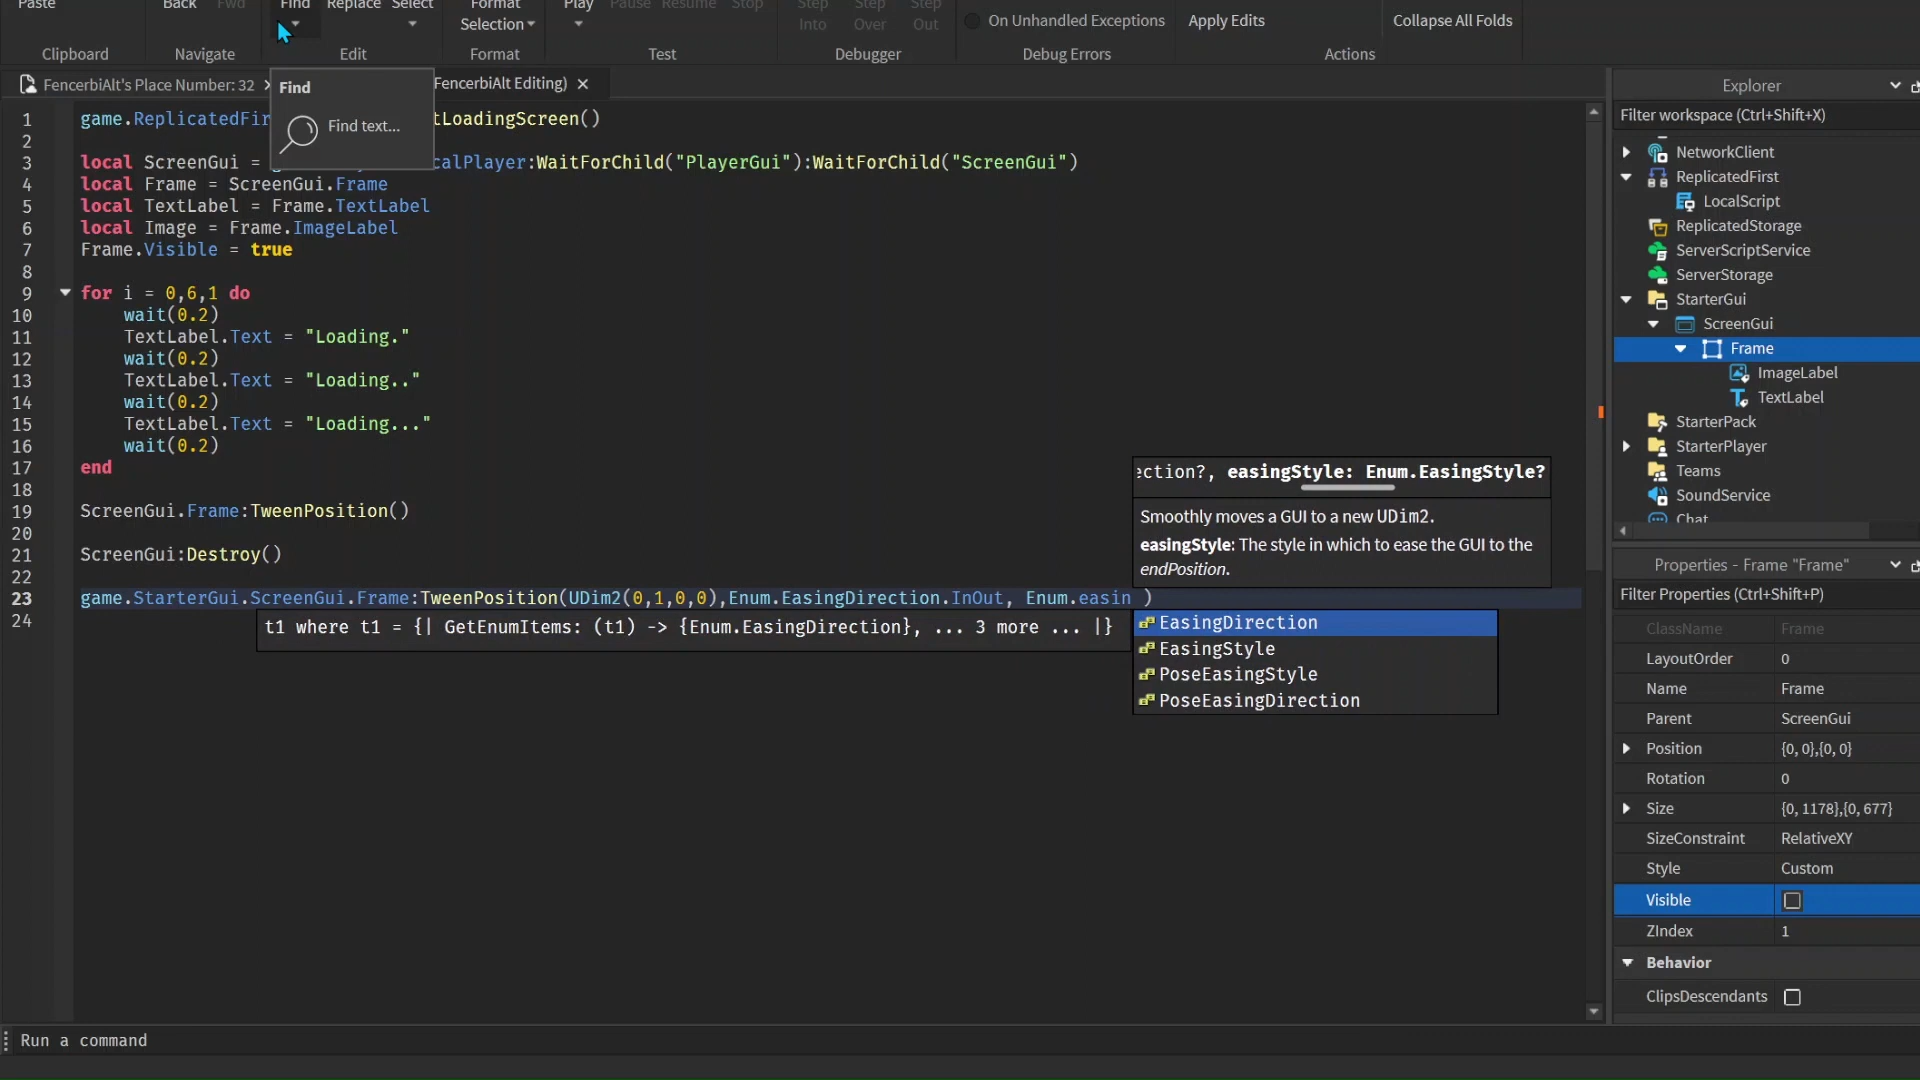 Paste
Back Fwd
Find Replace Select
Format
Selection
Play Pause Resume Stop
Step Into
Step Over
Step Out
On Unhandled Exceptions
Apply Edits
Collapse All Folds
Clipboard Navigate Edit Format Test Debugger Debug Errors Actions
FencerbiAlt's Place Number: 32 ×
FencerbiAlt Editing) ×
Find
Find text...
1 game.ReplicatedFir tLoadingScreen()
2
3 local ScreenGui = calPlayer:WaitForChild("PlayerGui"):WaitForChild("ScreenGui")
4 local Frame = ScreenGui.Frame
5 local TextLabel = Frame.TextLabel
6 local Image = Frame.ImageLabel
7 Frame.Visible = true
8
9 for i = 0,6,1 do
10 wait(0.2)
11 TextLabel.Text = "Loading."
12 wait(0.2)
13 TextLabel.Text = "Loading.."
14 wait(0.2)
15 TextLabel.Text = "Loading..."
16 wait(0.2)
17 end
18
19 ScreenGui.Frame:TweenPosition()
20
21 ScreenGui:Destroy()
22
23 game.StarterGui.ScreenGui.Frame:TweenPosition(UDim2(0,1,0,0),Enum.EasingDirection.InOut, Enum.easin )
24
ection?, easingStyle: Enum.EasingStyle?
Smoothly moves a GUI to a new UDim2.
easingStyle: The style in which to ease the GUI to the
endPosition.
t1 where t1 = {| GetEnumItems: (t1) -> {Enum.EasingDirection}, ... 3 more ... |}
EasingDirection
EasingStyle
PoseEasingStyle
PoseEasingDirection
Explorer
Filter workspace (Ctrl+Shift+X)
NetworkClient
ReplicatedFirst
LocalScript
ReplicatedStorage
ServerScriptService
ServerStorage
StarterGui
ScreenGui
Frame
ImageLabel
TextLabel
StarterPack
StarterPlayer
Teams
SoundService
Chat
Properties - Frame "Frame"
Filter Properties (Ctrl+Shift+P)
ClassName Frame
LayoutOrder 0
Name Frame
Parent ScreenGui
Position {0, 0},{0, 0}
Rotation 0
Size {0, 1178},{0, 677}
SizeConstraint RelativeXY
Style Custom
Visible
ZIndex 1
Behavior
ClipsDescendants
Run a command